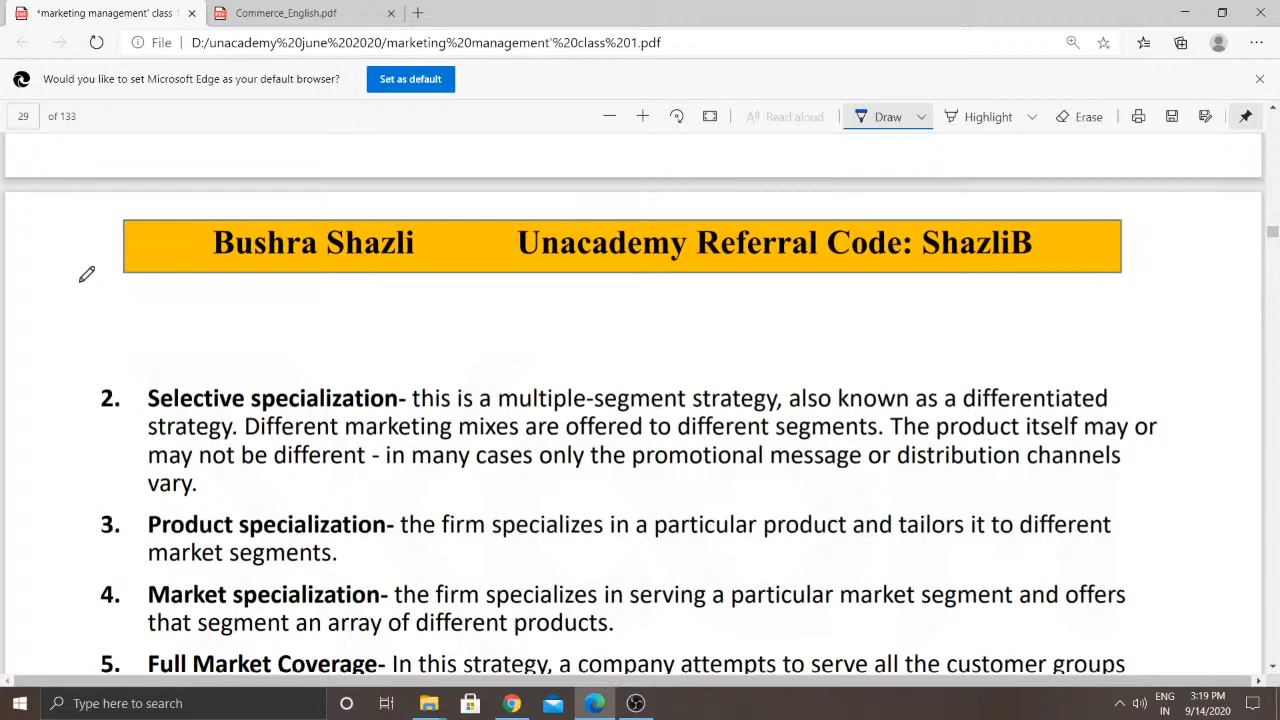 *marketing management' class
Commerce_English.pdf
File
D:/unacademy%20june%202020/marketing%20management'%20class%201.pdf
Would you like to set Microsoft Edge as your default browser?
Set as default
29 of 133
Read aloud
Draw
Highlight
Erase
Bushra Shazli Unacademy Referral Code: ShazliB
2. Selective specialization- this is a multiple-segment strategy, also known as a differentiated
strategy. Different marketing mixes are offered to different segments. The product itself may or
may not be different - in many cases only the promotional message or distribution channels
vary.
3. Product specialization- the firm specializes in a particular product and tailors it to different
market segments.
4. Market specialization- the firm specializes in serving a particular market segment and offers
that segment an array of different products.
5. Full Market Coverage- In this strategy, a company attempts to serve all the customer groups
Type here to search
ENG
IN
3:19 PM
9/14/2020